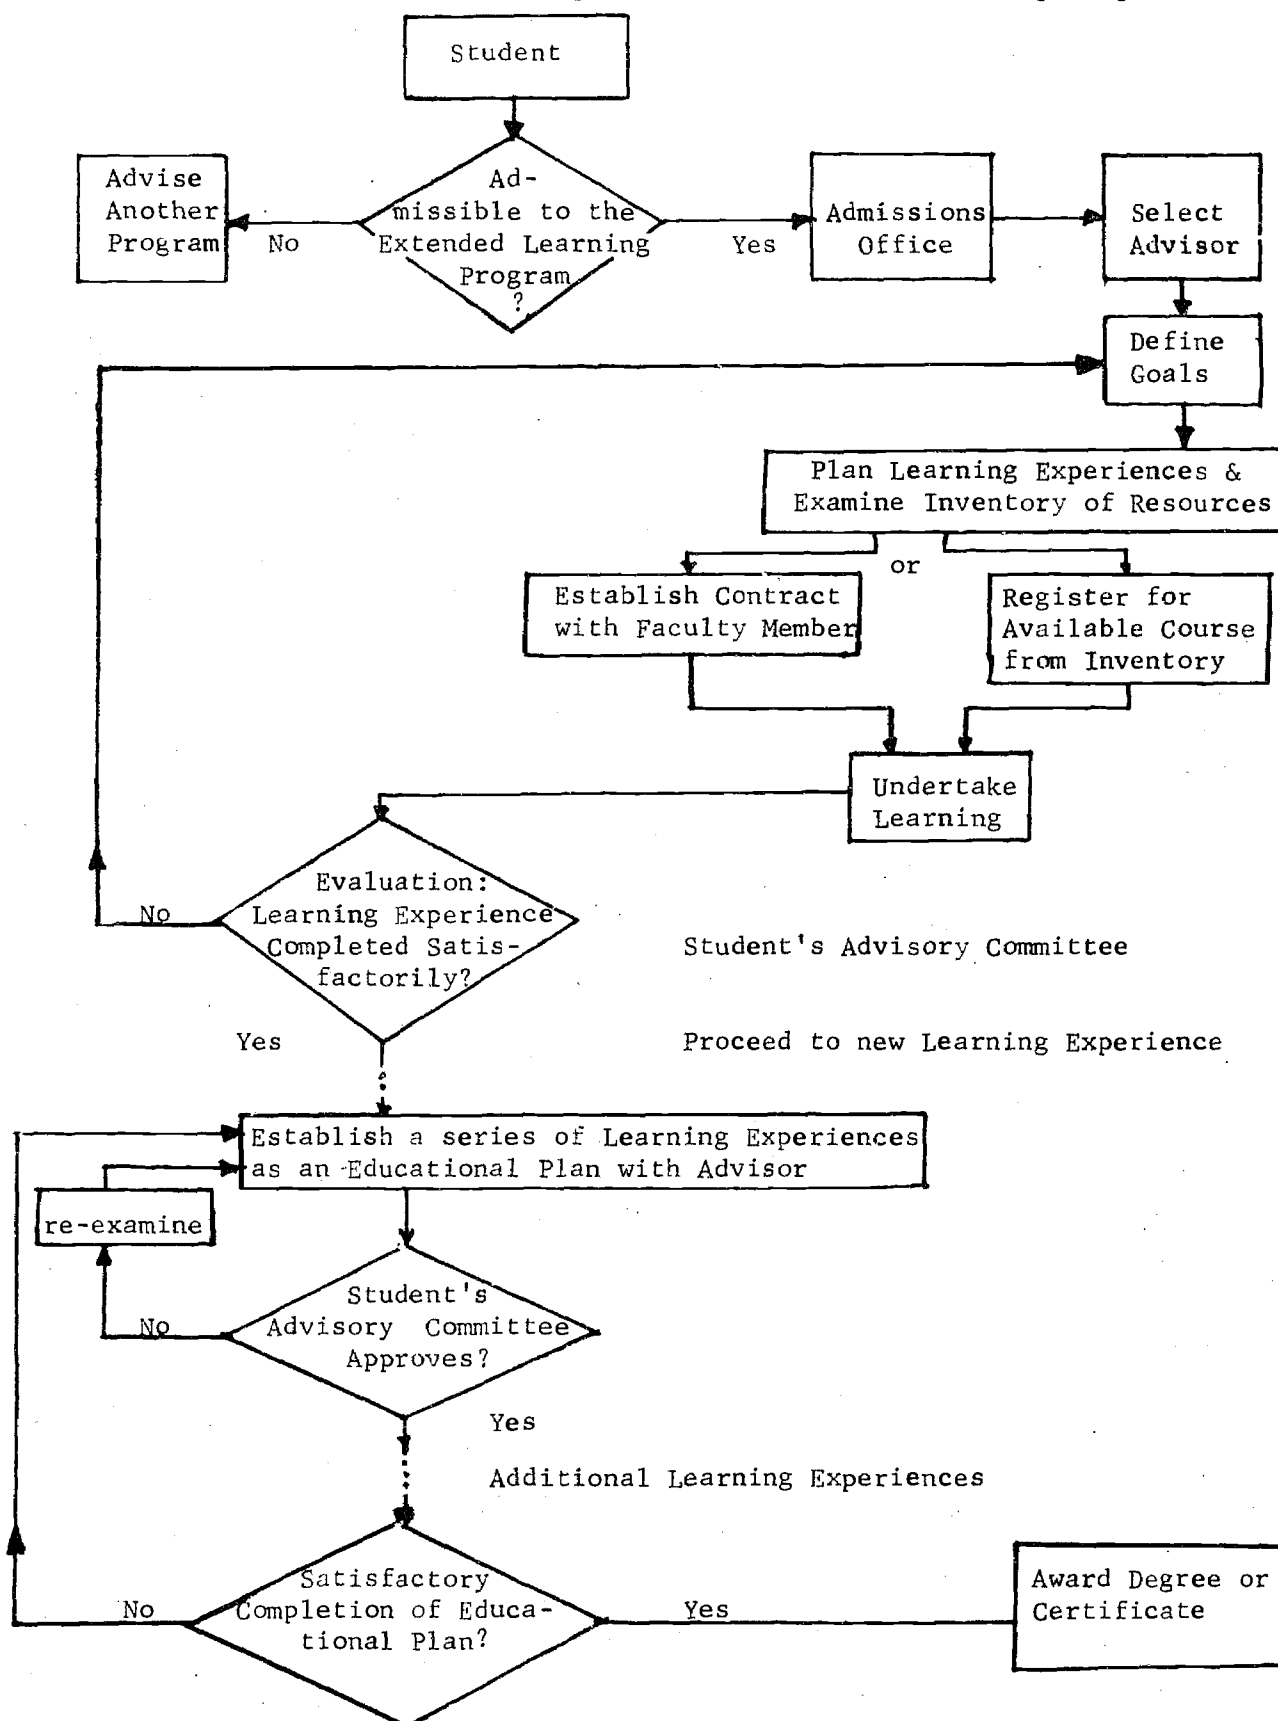 Student
Advise
Another
Program
No
Ad-
missible to the
Extended Learning
Program
?
Yes
Admissions
Office
Select
Advisor
Define
Goals
Plan Learning Experiences &
Examine Inventory of Resources
or
Establish Contract
with Faculty Member
Register for
Available Course
from Inventory
Undertake
Learning
Evaluation:
Learning Experience
Completed Satis-
factorily?
No
Student's Advisory Committee
Yes
Proceed to new Learning Experience
Establish a series of Learning Experiences
as an Educational Plan with Advisor
re-examine
Student's
Advisory Committee
Approves?
No
Yes
Additional Learning Experiences
Satisfactory
Completion of Educa-
tional Plan?
No
Yes
Award Degree or
Certificate